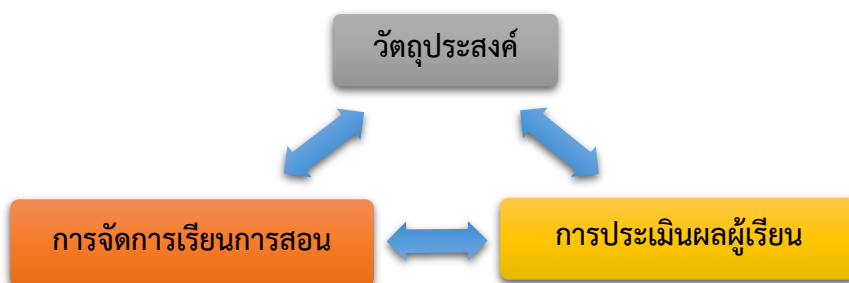 วัตถุประสงค์
การจัดการเรียนการสอน
การประเมินผลผู้เรียน